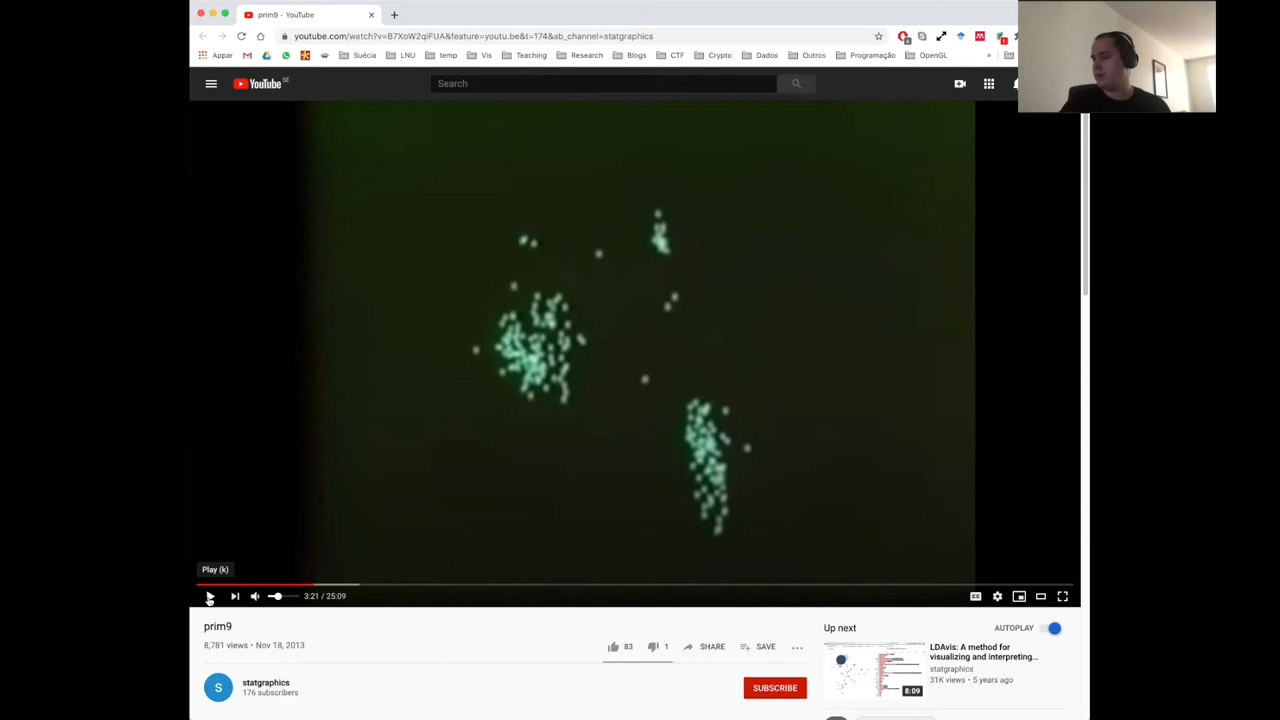 prim9 - YouTube
youtube.com/watch?v=B7XoW2qiFUA&feature=youtu.be&t=174&ab_channel=statgraphics
Appar Suécia LNU temp Vis Teaching Research Blogs CTF Crypto Dados Outros Programação OpenGL »
YouTube SE
Search
Play (k)
3:21 / 25:09
CC
prim9
8,781 views • Nov 18, 2013
83 1 SHARE SAVE
S
statgraphics
176 subscribers
SUBSCRIBE
Up next
AUTOPLAY
LDAvis: A method for
visualizing and interpreting...
statgraphics
31K views • 5 years ago
8:09